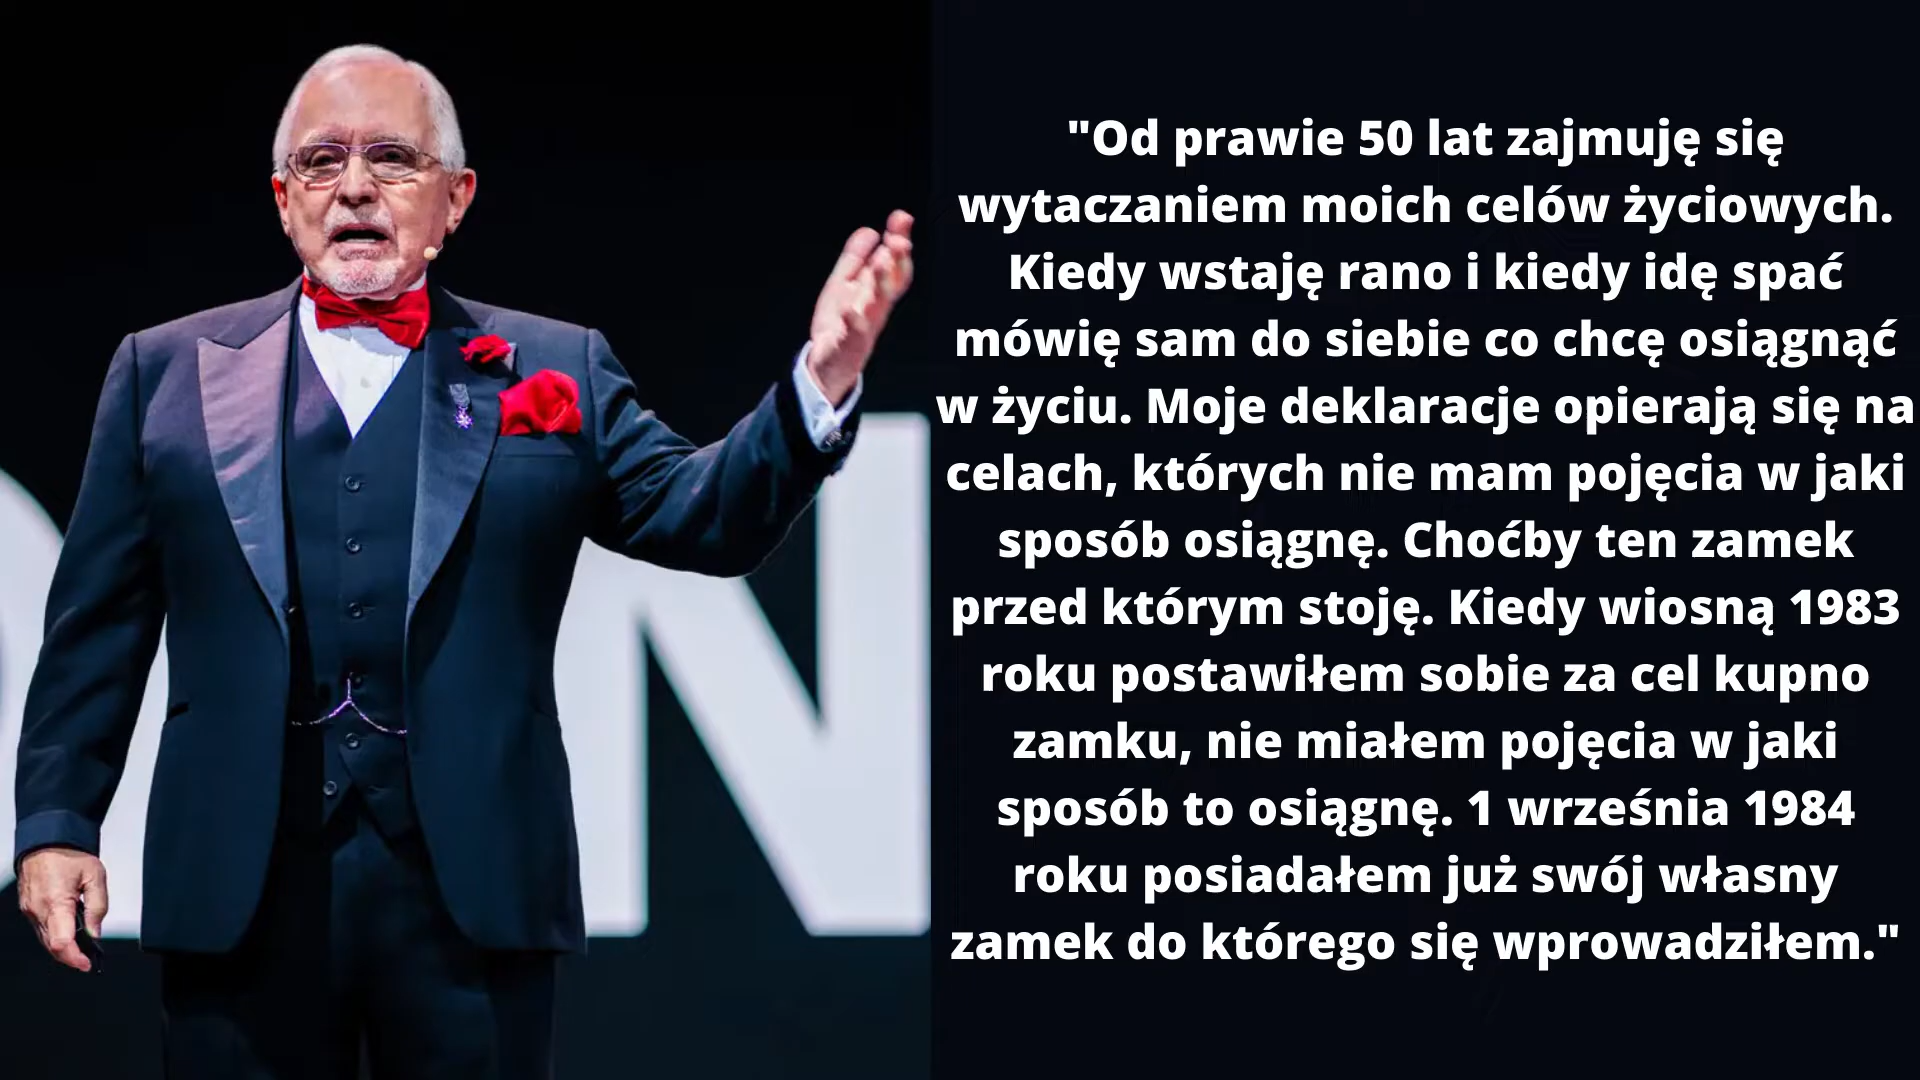 "Od prawie 50 lat zajmuję się
wytaczaniem moich celów życiowych.
Kiedy wstaję rano i kiedy idę spać
mówię sam do siebie co chcę osiągnąć
w życiu. Moje deklaracje opierają się na
celach, których nie mam pojęcia w jaki
sposób osiągnę. Choćby ten zamek
przed którym stoję. Kiedy wiosną 1983
roku postawiłem sobie za cel kupno
zamku, nie miałem pojęcia w jaki
sposób to osiągnę. 1 września 1984
roku posiadałem już swój własny
zamek do którego się wprowadziłem."